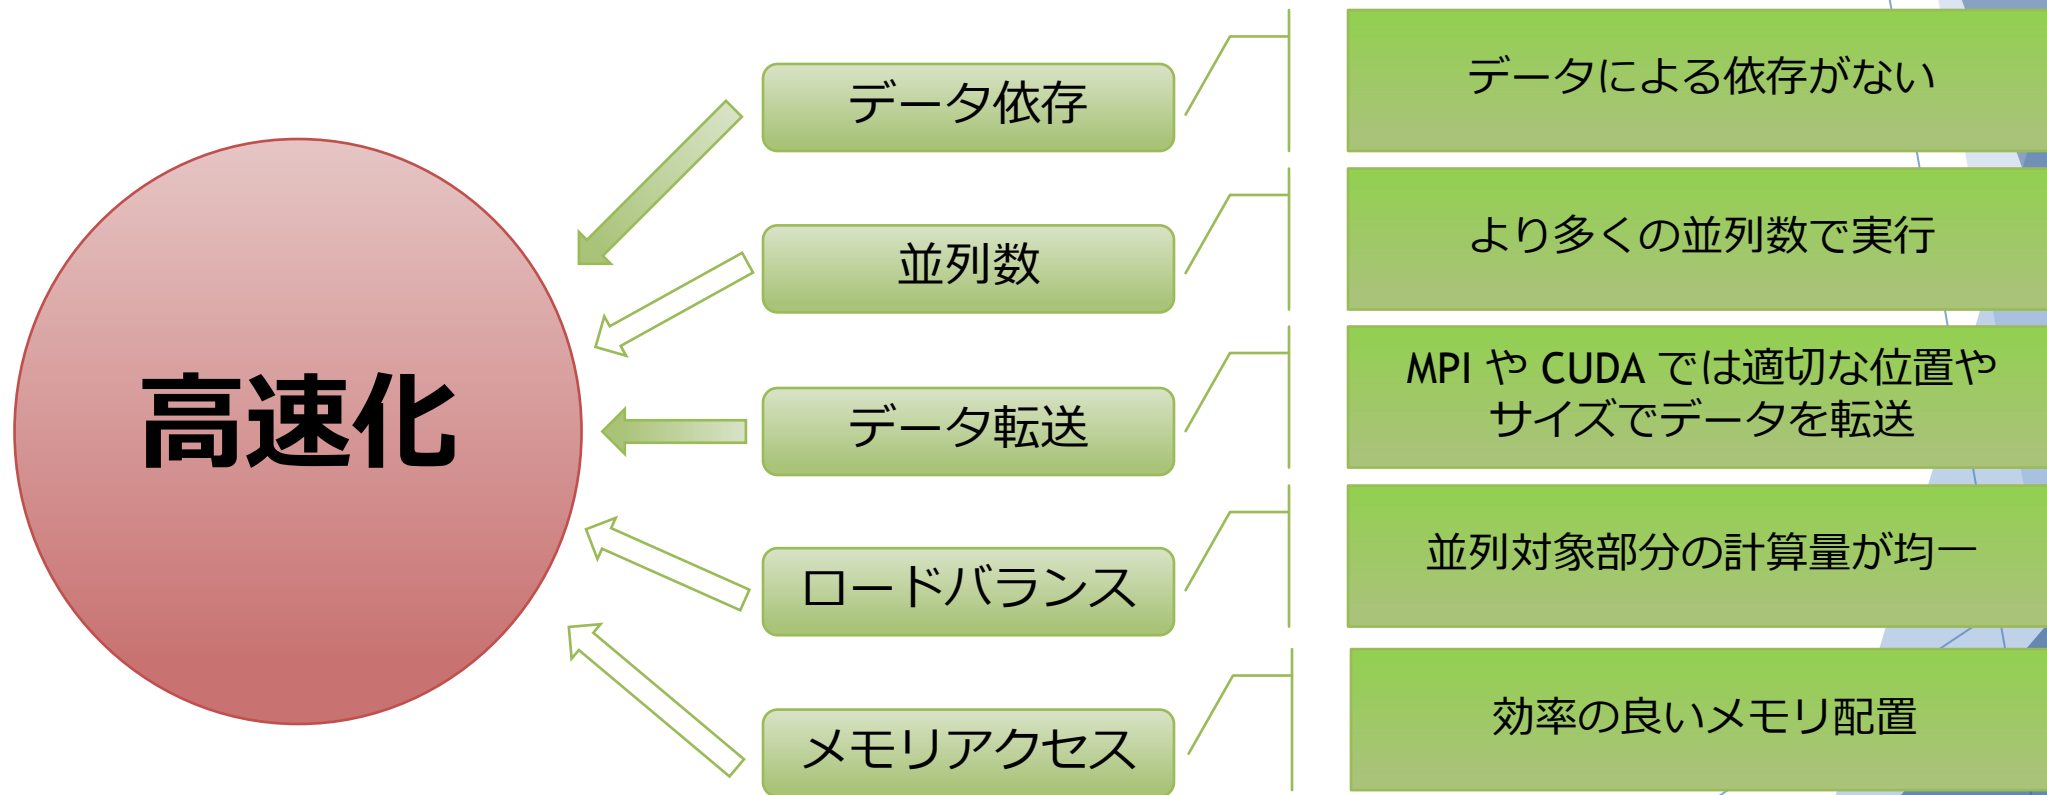 高速化
データ依存
データによる依存がない
並列数
より多くの並列数で実行
データ転送
MPI や CUDA では適切な位置や
サイズでデータを転送
ロードバランス
並列対象部分の計算量が均一
メモリアクセス
効率の良いメモリ配置